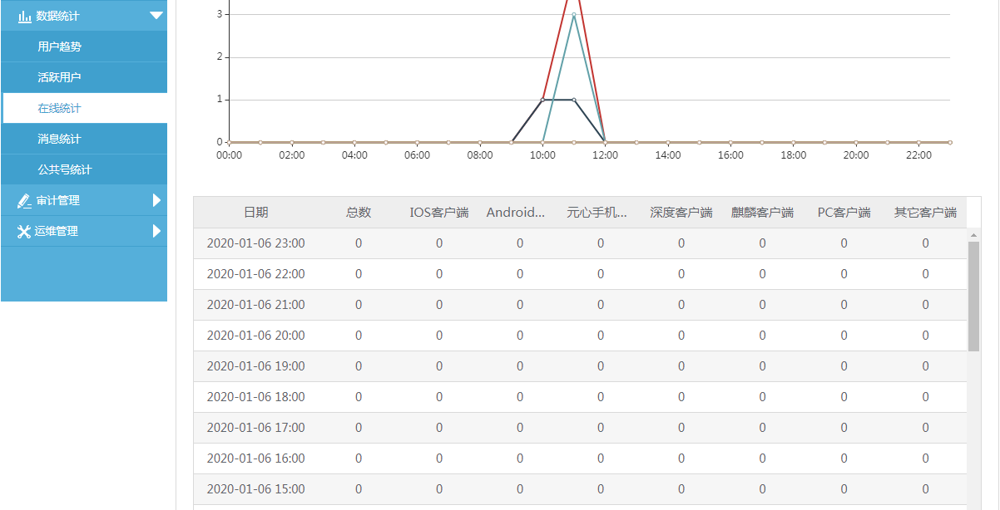 数据统计
用户趋势
活跃用户
在线统计
消息统计
公共号统计
审计管理
运维管理
3
2
1
0
00:00 02:00 04:00 06:00 08:00 10:00 12:00 14:00 16:00 18:00 20:00 22:00
日期 总数 IOS客户端 Android... 元心手机... 深度客户端 麒麟客户端 PC客户端 其它客户端
2020-01-06 23:00 0 0 0 0 0 0 0 0
2020-01-06 22:00 0 0 0 0 0 0 0 0
2020-01-06 21:00 0 0 0 0 0 0 0 0
2020-01-06 20:00 0 0 0 0 0 0 0 0
2020-01-06 19:00 0 0 0 0 0 0 0 0
2020-01-06 18:00 0 0 0 0 0 0 0 0
2020-01-06 17:00 0 0 0 0 0 0 0 0
2020-01-06 16:00 0 0 0 0 0 0 0 0
2020-01-06 15:00 0 0 0 0 0 0 0 0